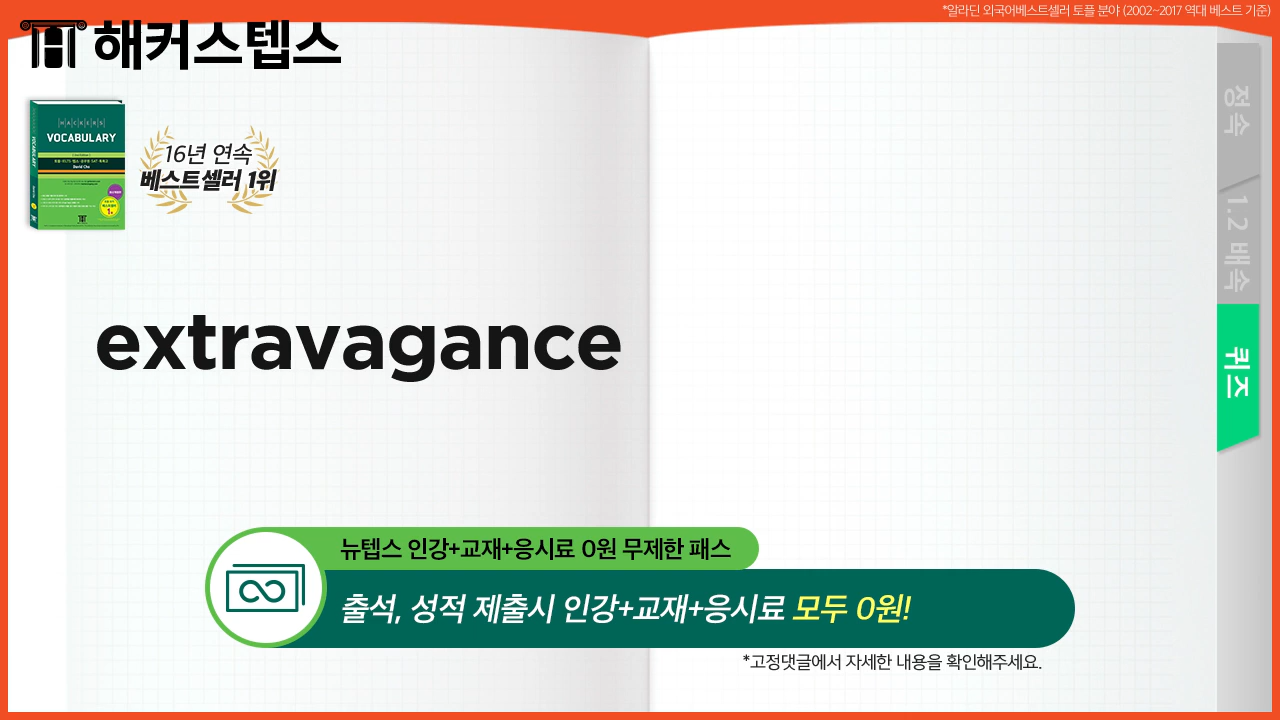 *알라딘 외국어베스트셀러 토플 분야 (2002~2017 역대 베스트 기준)
해커스텝스
HACKERS
VOCABULARY
VOCABULARY
David Cho
16년 연속
베스트셀러 1위
정속
1.2 배속
퀴즈
extravagance
뉴텝스 인강+교재+응시료 0원 무제한 패스
출석, 성적 제출시 인강+교재+응시료 모두 0원!
*고정댓글에서 자세한 내용을 확인해주세요.